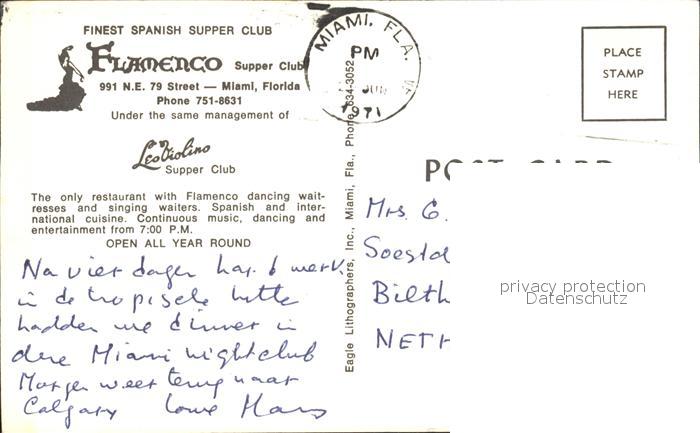 FINEST SPANISH SUPPER CLUB
FLAMENCO Supper Club
991 N.E. 79 Street — Miami, Florida
Phone 751-8631
Under the same management of
Les Violins
Supper Club
The only restaurant with Flamenco dancing wait-
resses and singing waiters. Spanish and inter-
national cuisine. Continuous music, dancing and
entertainment from 7:00 P.M.
OPEN ALL YEAR ROUND
Na vier dagen hard werk
in de tropische hitte
hadden we dinner in
deze Miami nightclub
Morgen weer terug naar
Calgary love Hans
Eagle Lithographers, Inc., Miami, Fla., Phone 634-3052
MIAMI, FLA.
PM
JUN
1971
PLACE
STAMP
HERE
POST CARD
Mrs G.
Soestd
Bilth
NETH
privacy protection
Datenschutz